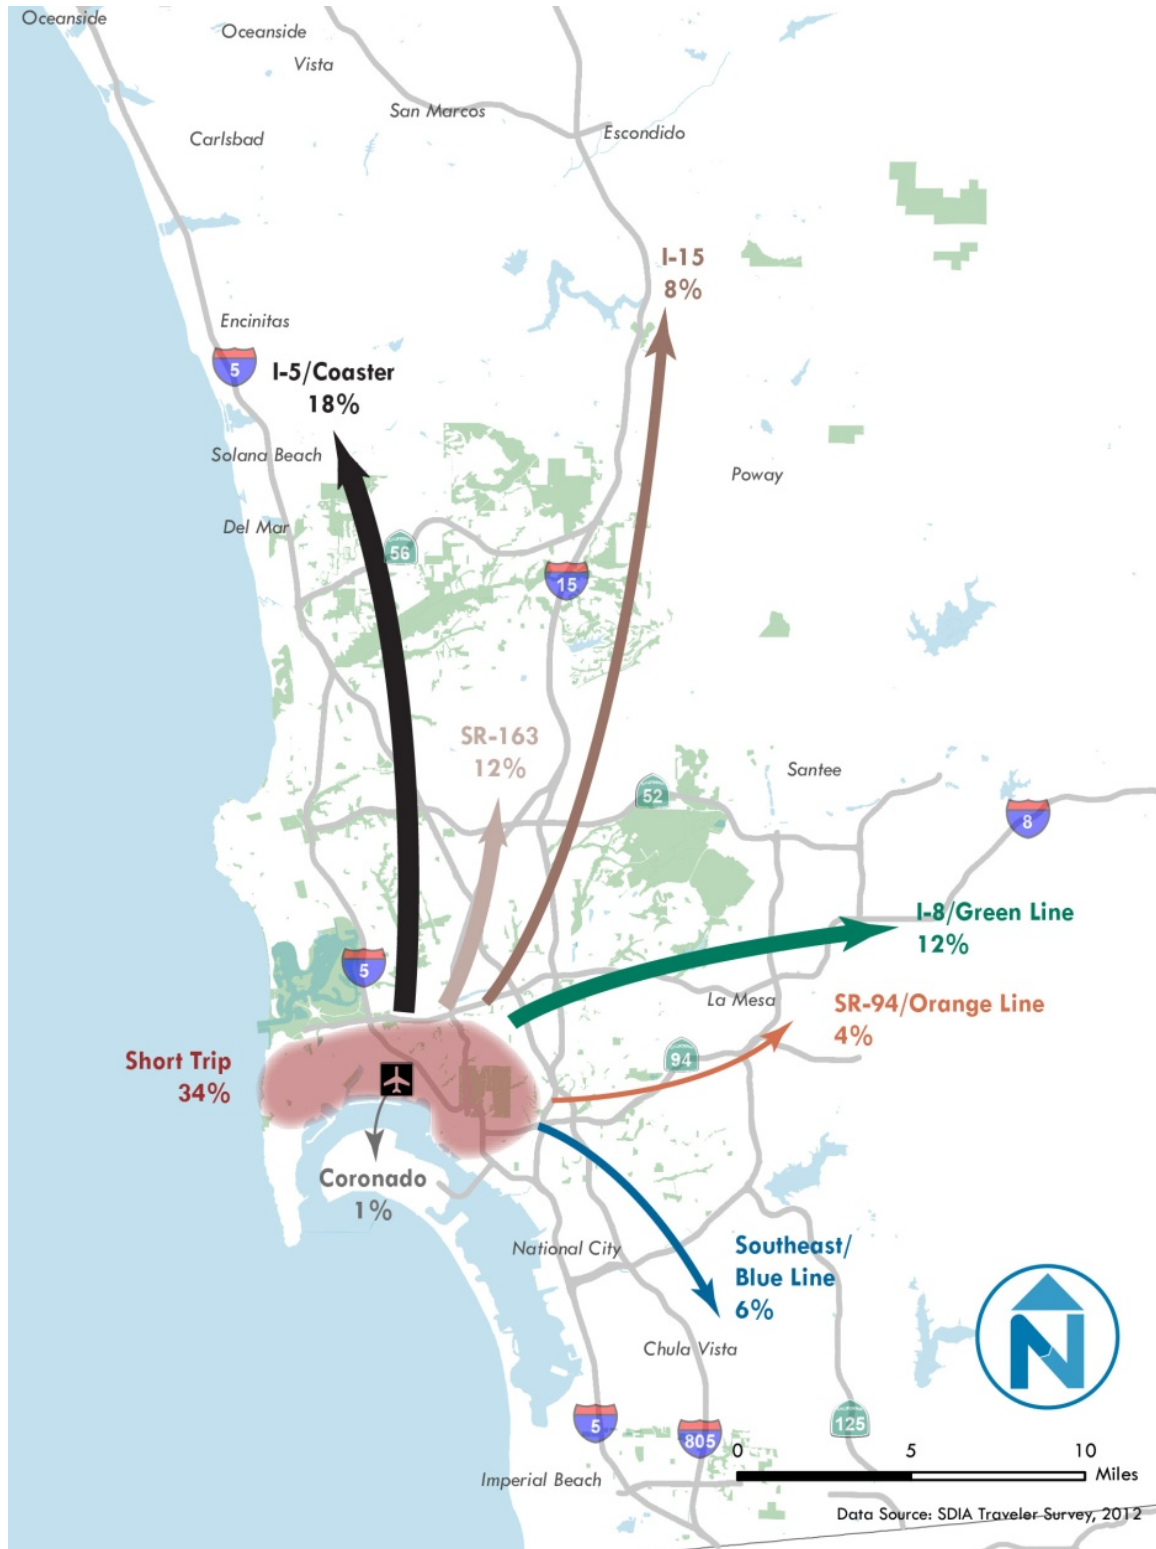 Oceanside
Oceanside
Vista
San Marcos
Escondido
Carlsbad
I-15
8%
Encinitas
5
I-5/Coaster
18%
Solana Beach
Poway
Del Mar
56
15
SR-163
12%
Santee
52
8
I-8/Green Line
12%
5
La Mesa
SR-94/Orange Line
4%
94
Short Trip
34%
Coronado
1%
National City
Southeast/
Blue Line
6%
N
Chula Vista
5
805
125
0 5 10
Miles
Imperial Beach
Data Source: SDIA Traveler Survey, 2012